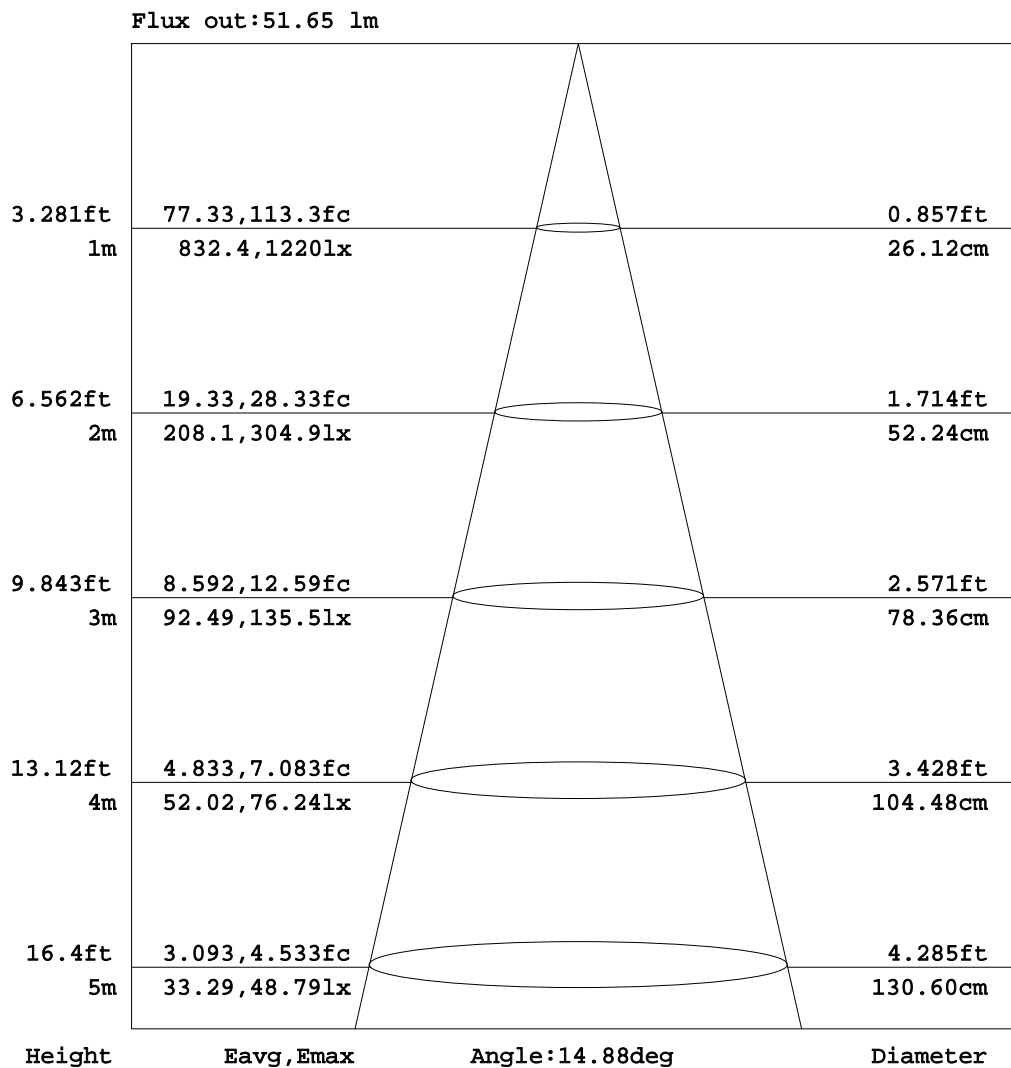 Flux out:51.65 lm
3.281ft 77.33,113.3fc 0.857ft
1m 832.4,1220lx 26.12cm
6.562ft 19.33,28.33fc 1.714ft
2m 208.1,304.9lx 52.24cm
9.843ft 8.592,12.59fc 2.571ft
3m 92.49,135.5lx 78.36cm
13.12ft 4.833,7.083fc 3.428ft
4m 52.02,76.24lx 104.48cm
16.4ft 3.093,4.533fc 4.285ft
5m 33.29,48.79lx 130.60cm
Height Eavg,Emax Angle:14.88deg Diameter